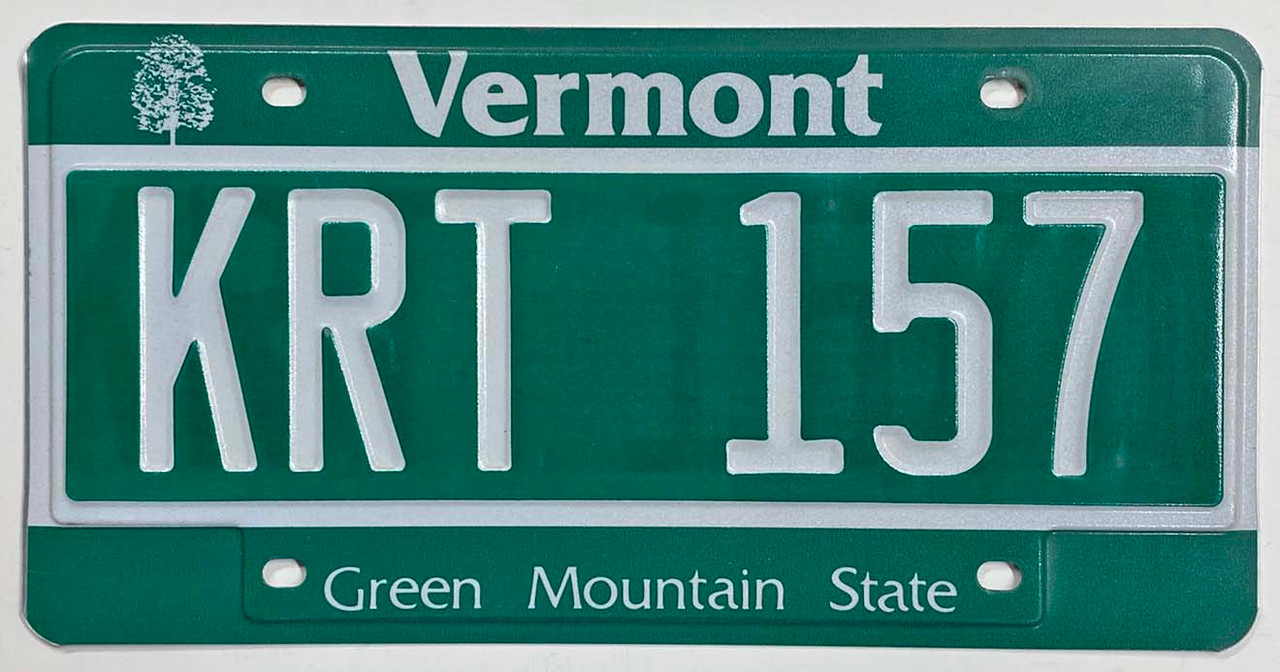 Vermont
KRT 157
Green Mountain State